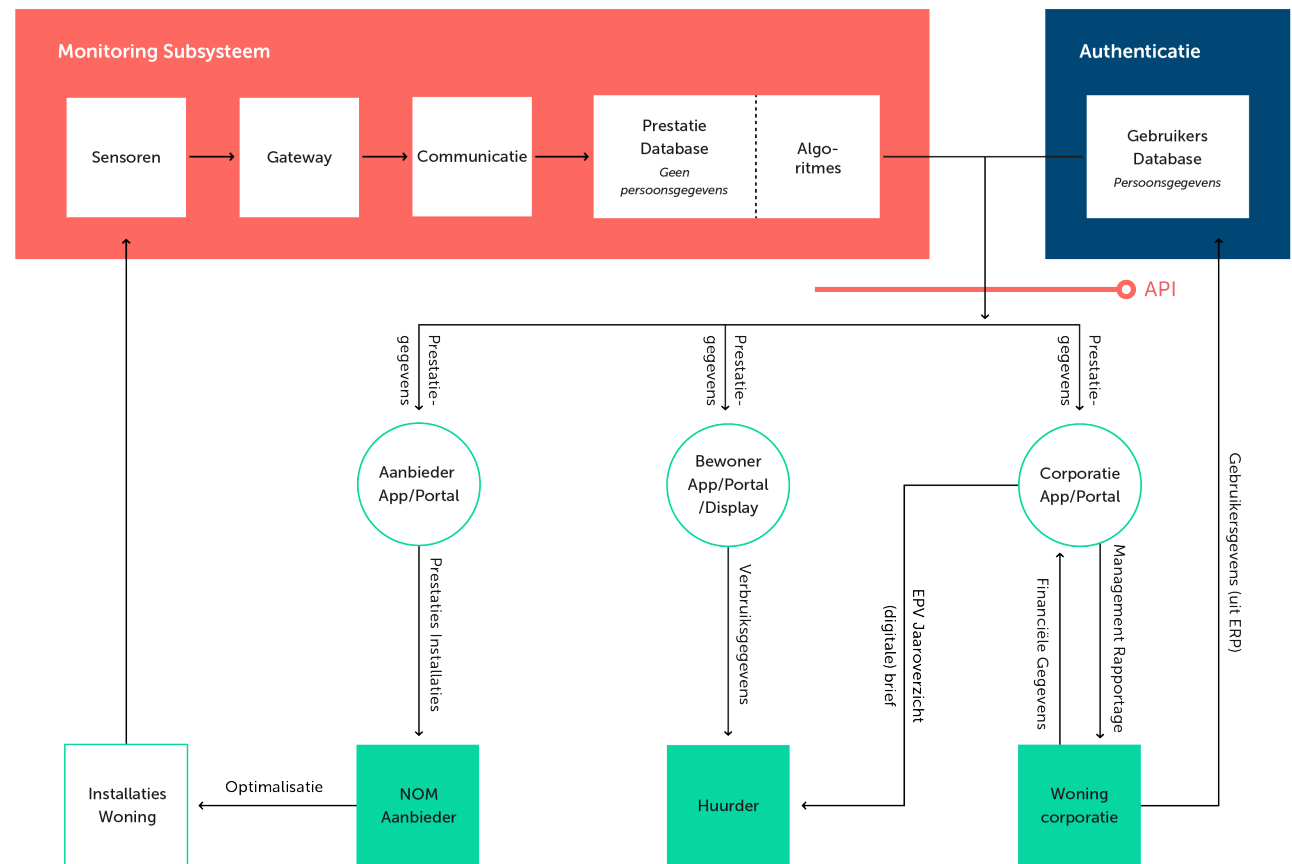 Monitoring Subsysteem
Authenticatie
Sensoren
Gateway
Communicatie
Prestatie
Database
Geen
persoonsgegevens
Algo-
ritmes
Gebruikers
Database
Persoonsgegevens
API
Prestatie-
gegevens
Prestatie-
gegevens
Prestatie-
gegevens
Aanbieder
App/Portal
Bewoner
App/Portal
/Display
Corporatie
App/Portal
Gebruikersgevens (uit ERP)
Prestaties Installaties
Verbruiksgegevens
EPV Jaaroverzicht
(digitale) brief
Financiële Gegevens
Management Rapportage
Installaties
Woning
Optimalisatie
NOM
Aanbieder
Huurder
Woning
corporatie